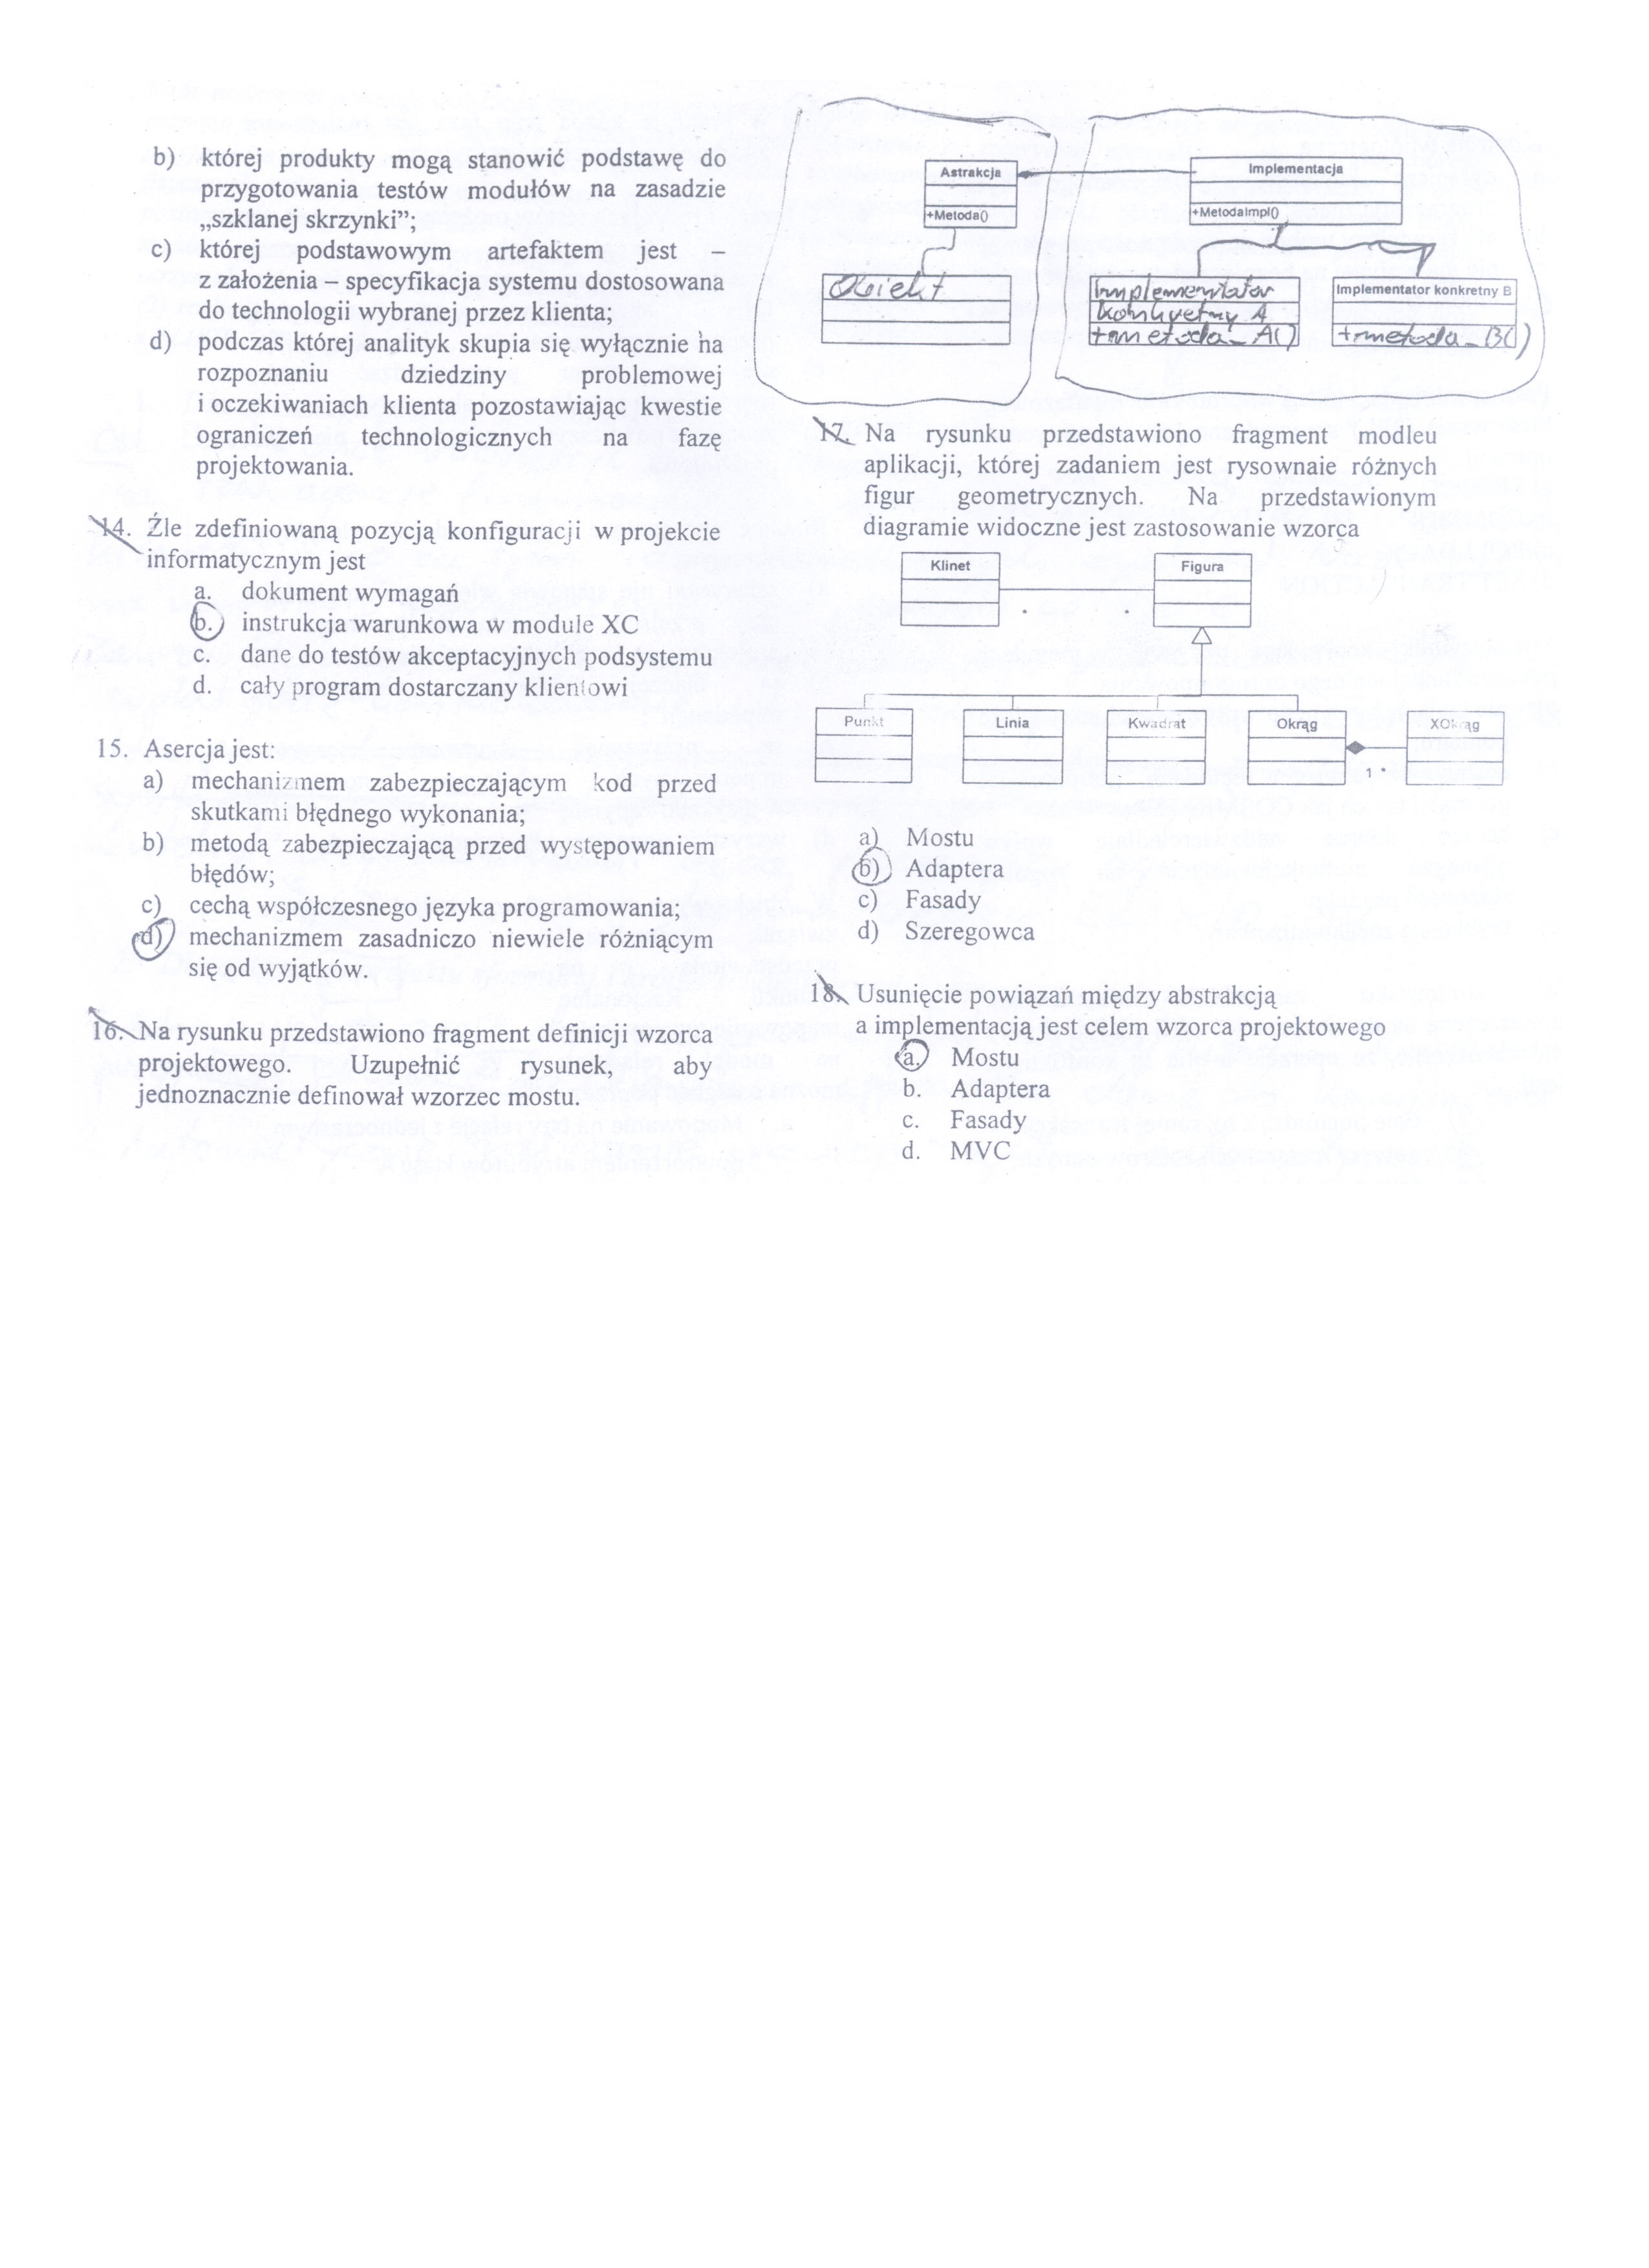 b) której produkty mogą stanowić podstawę do
przygotowania testów modułów na zasadzie
„szklanej skrzynki”;
c) której podstawowym artefaktem jest –
z założenia – specyfikacja systemu dostosowana
do technologii wybranej przez klienta;
d) podczas której analityk skupia się wyłącznie na
rozpoznaniu dziedziny problemowej
i oczekiwaniach klienta pozostawiając kwestie
ograniczeń technologicznych na fazę
projektowania.
14. Źle zdefiniowaną pozycją konfiguracji w projekcie
informatycznym jest
a. dokument wymagań
b. instrukcja warunkowa w module XC
c. dane do testów akceptacyjnych podsystemu
d. cały program dostarczany klientowi
15. Asercja jest:
a) mechanizmem zabezpieczającym kod przed
skutkami błędnego wykonania;
b) metodą zabezpieczającą przed występowaniem
błędów;
c) cechą współczesnego języka programowania;
d) mechanizmem zasadniczo niewiele różniącym
się od wyjątków.
16. Na rysunku przedstawiono fragment definicji wzorca
projektowego. Uzupełnić rysunek, aby
jednoznacznie definował wzorzec mostu.
Astrakcja
+Metoda()
Implementacja
+MetodaImpl()
Obiekt
Implementator
konkretny A
+metoda_A()
Implementator konkretny B
+metoda_B()
17. Na rysunku przedstawiono fragment modleu
aplikacji, której zadaniem jest rysownaie różnych
figur geometrycznych. Na przedstawionym
diagramie widoczne jest zastosowanie wzorca
Klinet
Figura
Punkt
Linia
Kwadrat
Okrąg
XOkrąg
1 *
a) Mostu
b) Adaptera
c) Fasady
d) Szeregowca
18. Usunięcie powiązań między abstrakcją
a implementacją jest celem wzorca projektowego
a. Mostu
b. Adaptera
c. Fasady
d. MVC